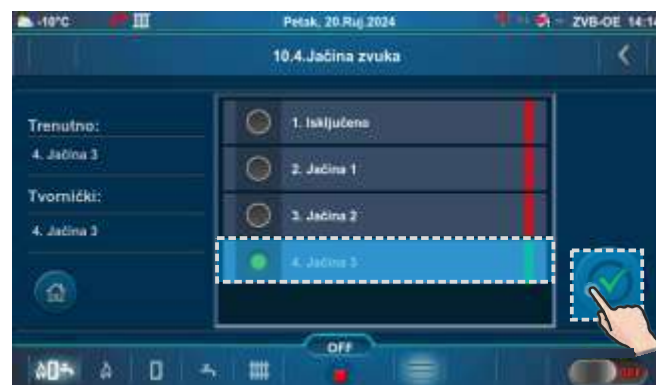 -10°C Petak, 20.Ruj.2024 ZVB-OE 14:14
10.4.Jačina zvuka
Trenutno:
4. Jačina 3
Tvornički:
4. Jačina 3
1. Isključeno
2. Jačina 1
3. Jačina 2
4. Jačina 3
OFF
OFF